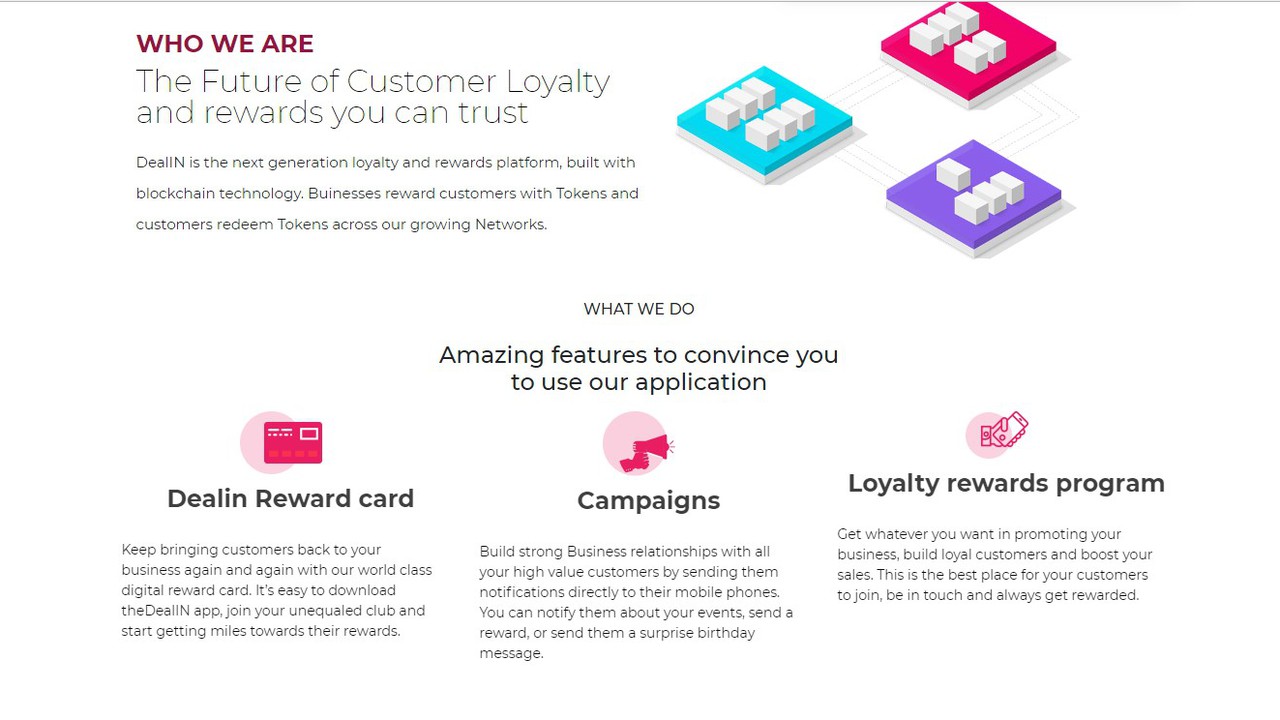 WHO WE ARE
The Future of Customer Loyalty
and rewards you can trust
DealIN is the next generation loyalty and rewards platform, built with
blockchain technology. Buinesses reward customers with Tokens and
customers redeem Tokens across our growing Networks.
WHAT WE DO
Amazing features to convince you
to use our application
Dealin Reward card
Keep bringing customers back to your
business again and again with our world class
digital reward card. It's easy to download
theDealIN app, join your unequaled club and
start getting miles towards their rewards.
Campaigns
Build strong Business relationships with all
your high value customers by sending them
notifications directly to their mobile phones.
You can notify them about your events, send a
reward, or send them a surprise birthday
message.
Loyalty rewards program
Get whatever you want in promoting your
business, build loyal customers and boost your
sales. This is the best place for your customers
to join, be in touch and always get rewarded.